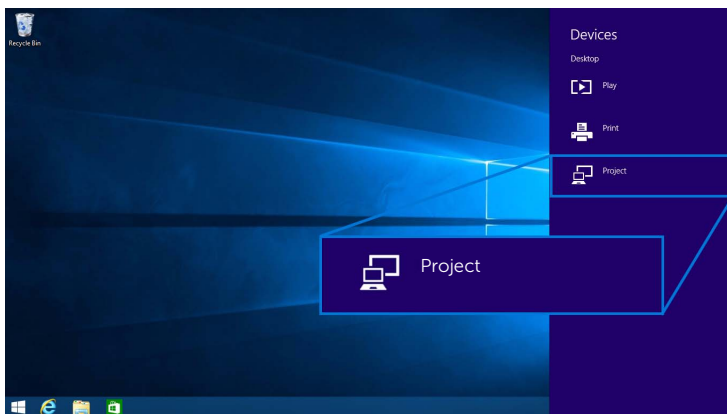 Recycle Bin
Devices
Desktop
Play
Print
Project
Project